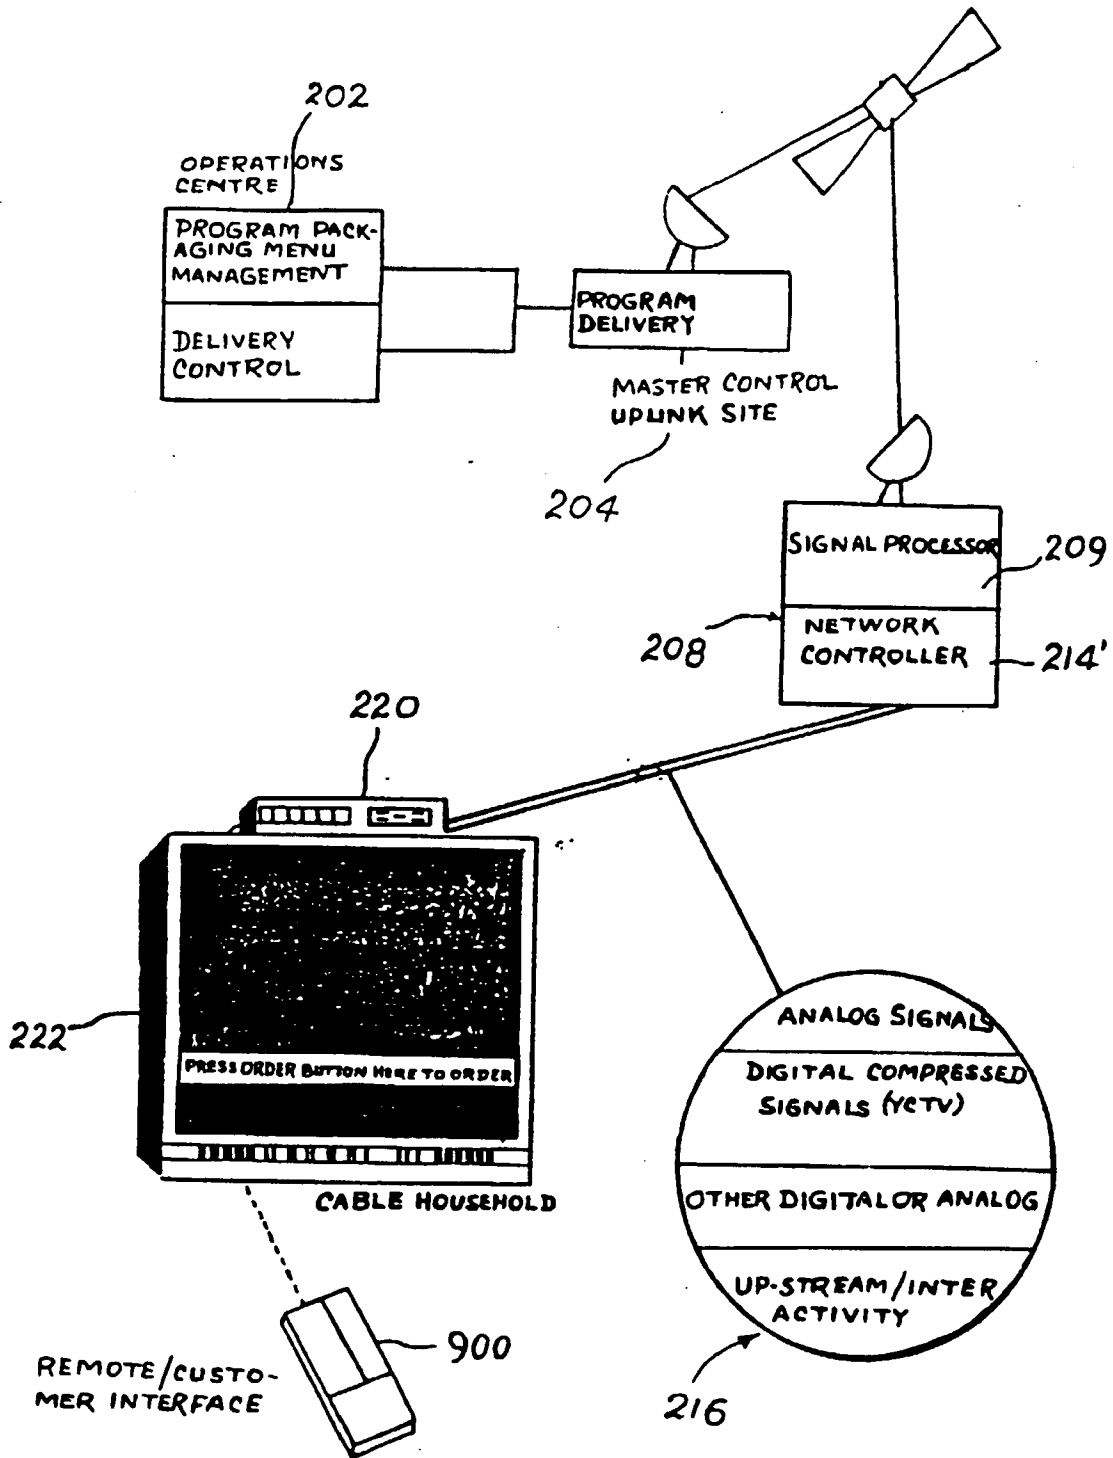 202
OPERATIONS
CENTRE
PROGRAM PACK-
AGING MENU
MANAGEMENT
DELIVERY
CONTROL
PROGRAM
DELIVERY
MASTER CONTROL
UPLINK SITE
204
SIGNAL PROCESSOR
209
208
NETWORK
CONTROLLER
214'
220
222
PRESS ORDER BUTTON HERE TO ORDER
CABLE HOUSEHOLD
ANALOG SIGNALS
DIGITAL COMPRESSED
SIGNALS (YCTV)
OTHER DIGITAL OR ANALOG
UP-STREAM/INTER
ACTIVITY
216
900
REMOTE/CUSTO-
MER INTERFACE